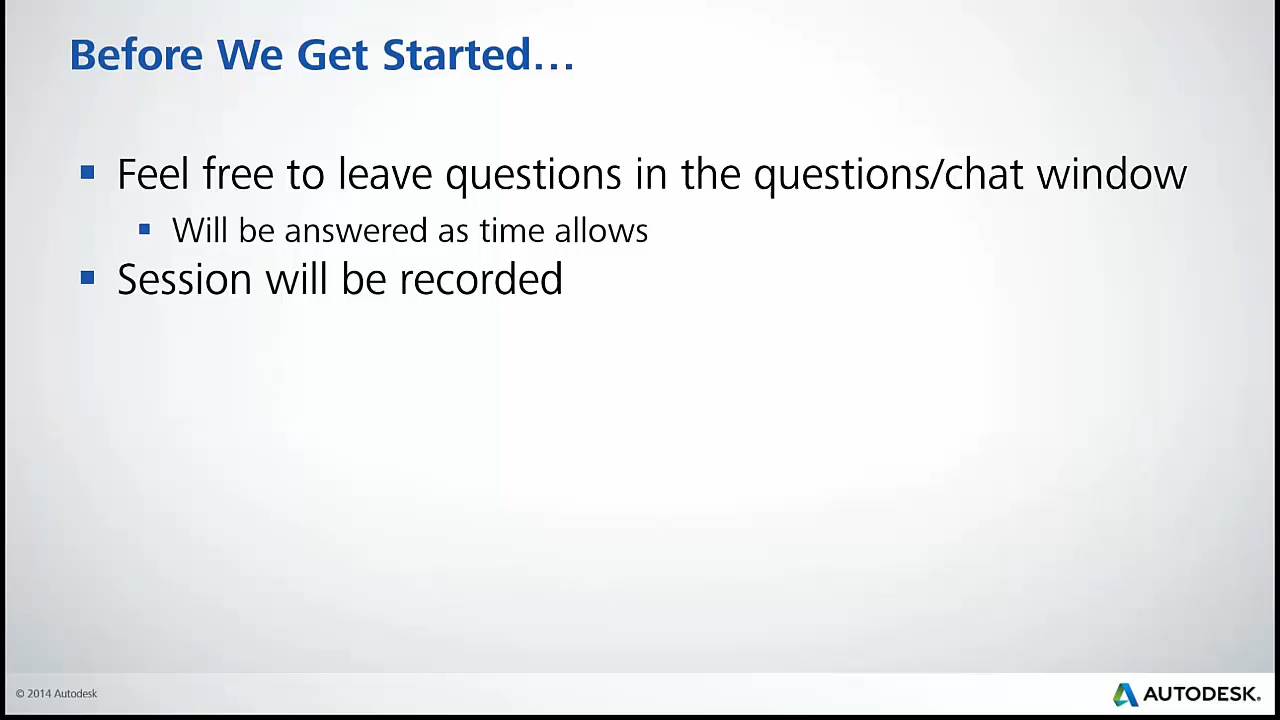 Before We Get Started...
Feel free to leave questions in the questions/chat window
Will be answered as time allows
Session will be recorded
© 2014 Autodesk
AUTODESK.